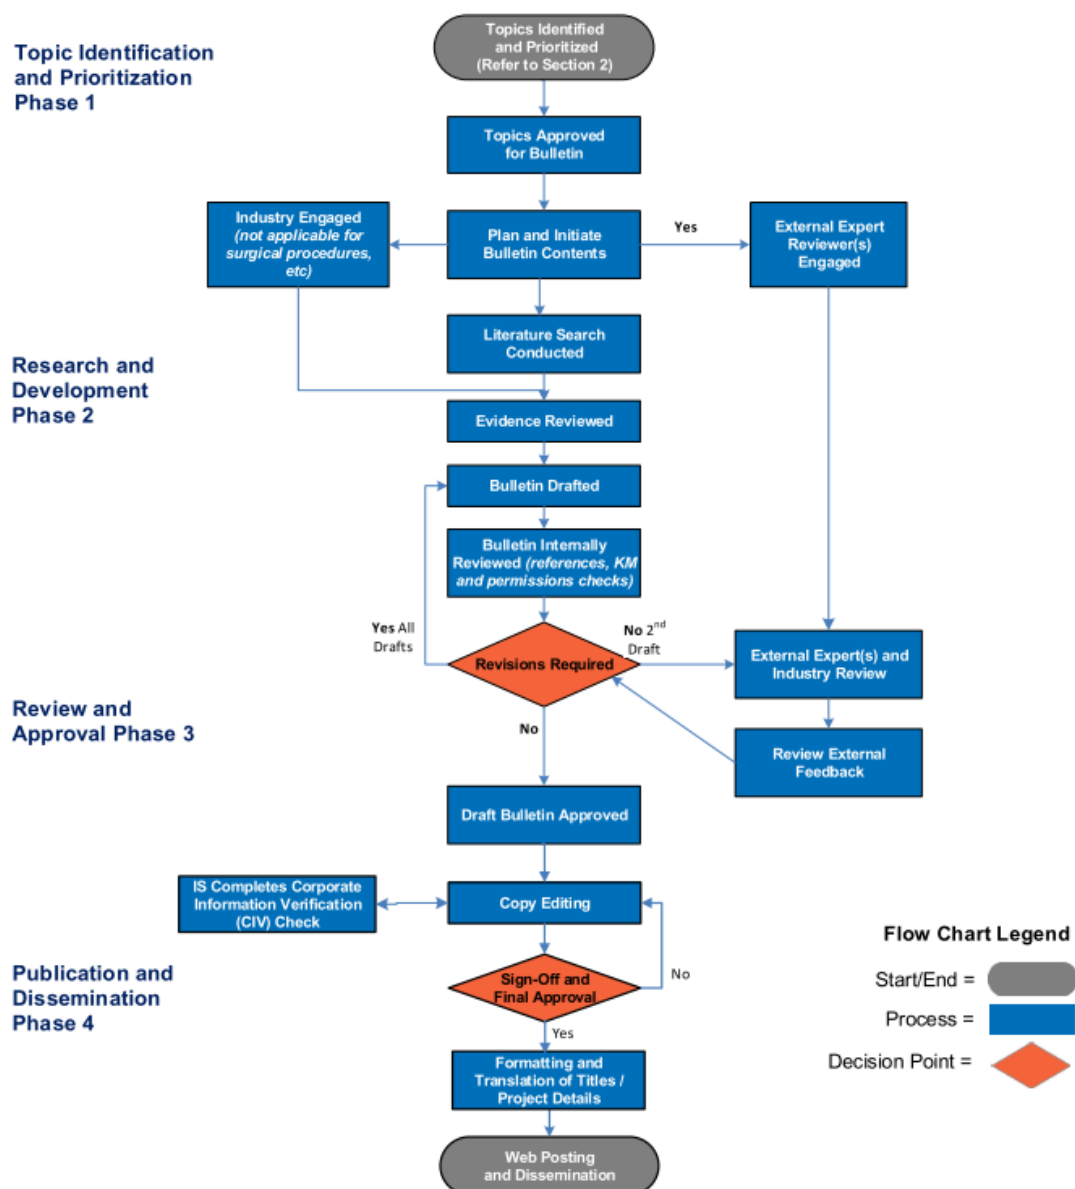 Topics Identified
and Prioritized
(Refer to Section 2)
Topic Identification
and Prioritization
Phase 1
Topics Approved
for Bulletin
Industry Engaged
(not applicable for
surgical procedures,
etc)
Plan and Initiate
Bulletin Contents
Yes
External Expert
Reviewer(s)
Engaged
Literature Search
Conducted
Research and
Development
Phase 2
Evidence Reviewed
Bulletin Drafted
Bulletin Internally
Reviewed (references, KM
and permissions checks)
Yes All
Drafts
Revisions Required
No 2nd
Draft
External Expert(s) and
Industry Review
Review and
Approval Phase 3
No
Review External
Feedback
Draft Bulletin Approved
IS Completes Corporate
Information Verification
(CIV) Check
Copy Editing
Publication and
Dissemination
Phase 4
Sign-Off and
Final Approval
No
Yes
Formatting and
Translation of Titles /
Project Details
Web Posting
and Dissemination
Flow Chart Legend
Start/End =
Process =
Decision Point =